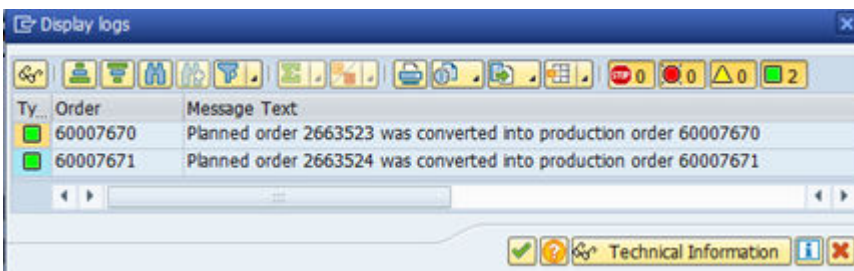 Display logs
STOP 0 0 0 2
Ty... Order Message Text
60007670 Planned order 2663523 was converted into production order 60007670
60007671 Planned order 2663524 was converted into production order 60007671
Technical Information